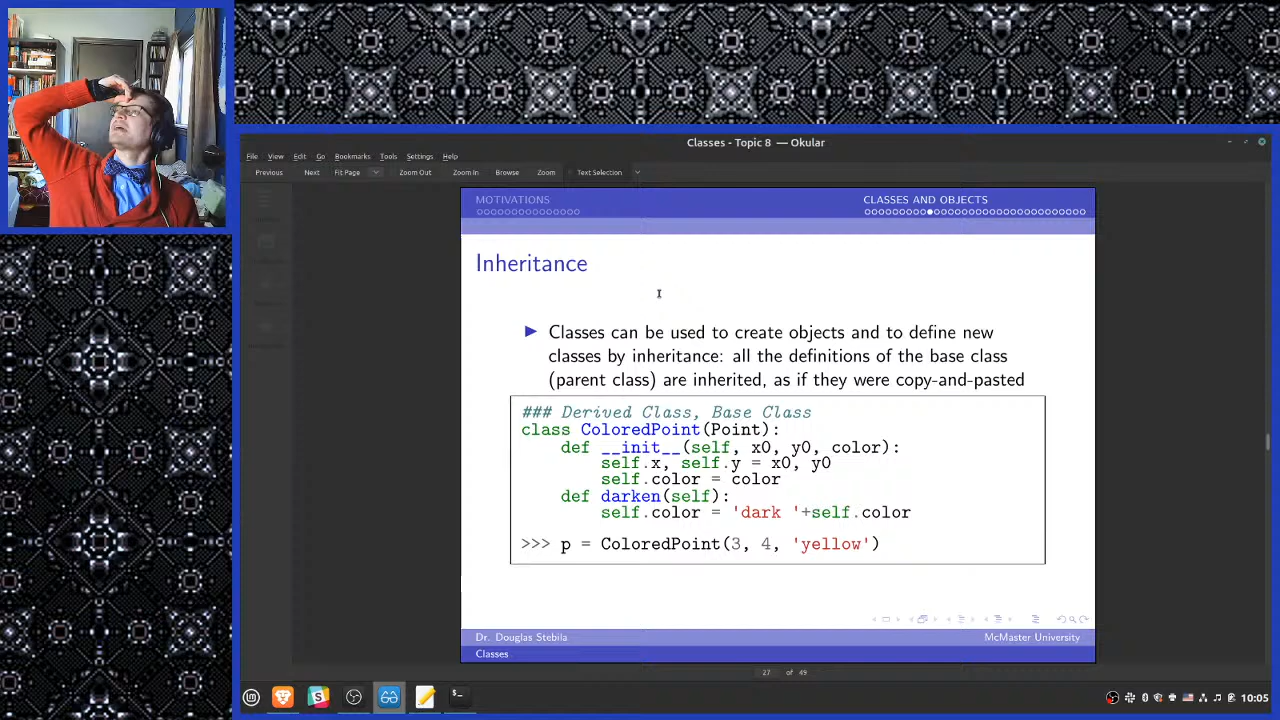 Classes - Topic 8 — Okular
File View Edit Go Bookmarks Tools Settings Help
Previous Next Fit Page Zoom Out Zoom In Browse Zoom Text Selection
MOTIVATIONS
CLASSES AND OBJECTS
Inheritance
Classes can be used to create objects and to define new
classes by inheritance: all the definitions of the base class
(parent class) are inherited, as if they were copy-and-pasted
### Derived Class, Base Class
class ColoredPoint(Point):
def __init__(self, x0, y0, color):
self.x, self.y = x0, y0
self.color = color
def darken(self):
self.color = 'dark '+self.color
>>> p = ColoredPoint(3, 4, 'yellow')
Dr. Douglas Stebila
McMaster University
Classes
27 of 49
10:05